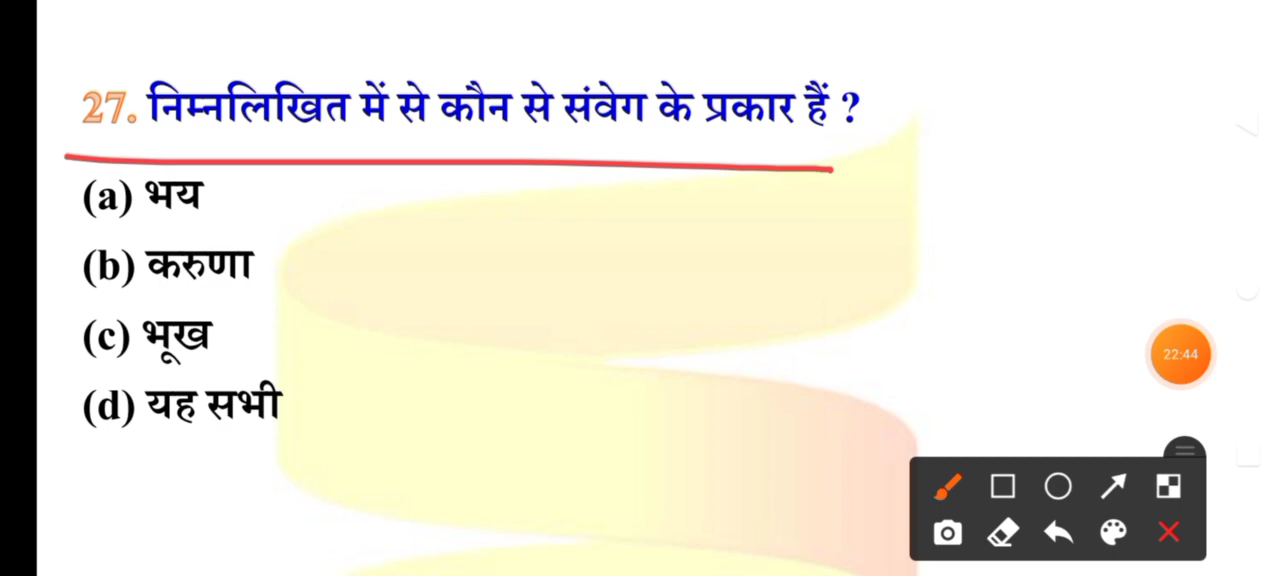 27. निम्नलिखित में से कौन से संवेग के प्रकार हैं ?
(a) भय
(b) करुणा
(c) भूख
(d) यह सभी
22:44